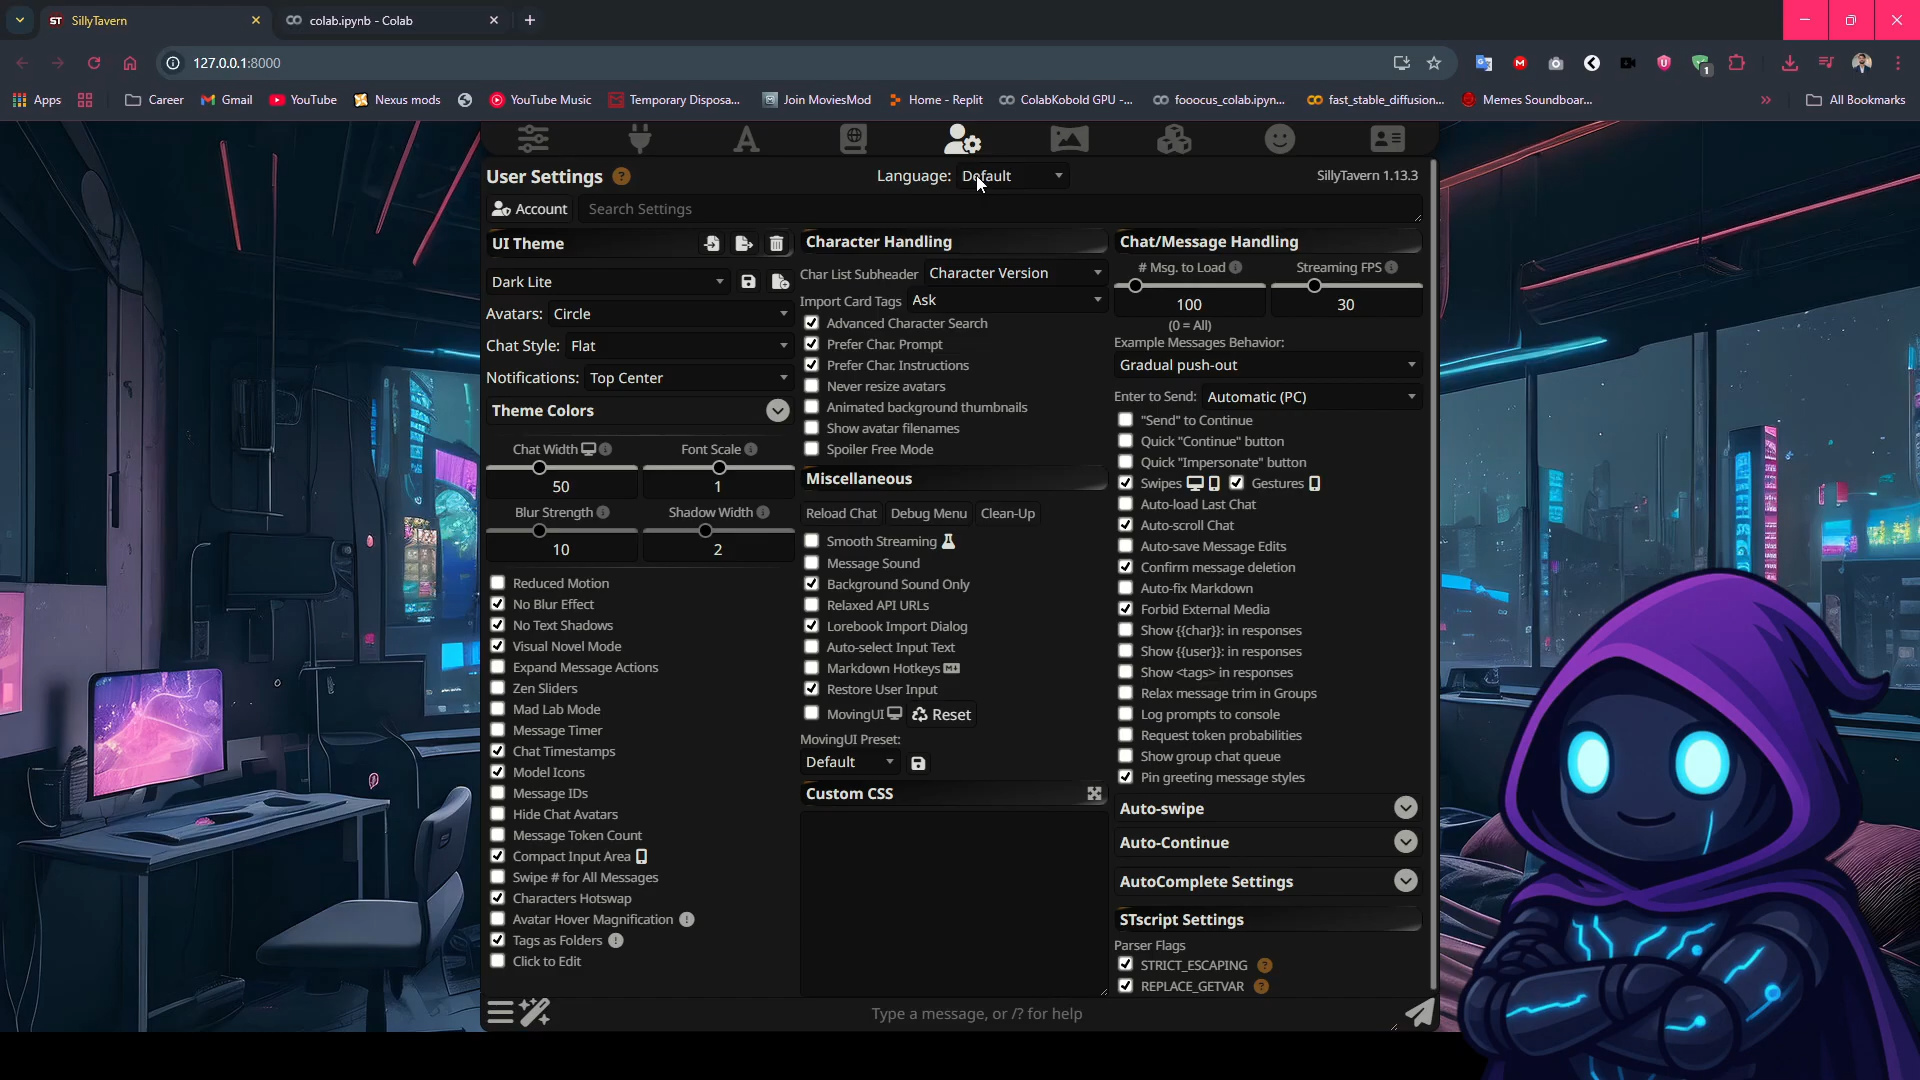 SillyTavern
colab.ipynb - Colab
127.0.0.1:8000
1
Apps
Career
Gmail
YouTube
Nexus mods
YouTube Music
Temporary Disposa...
Join MoviesMod
Home - Replit
ColabKobold GPU -...
fooocus_colab.ipyn...
fast_stable_diffusion...
Memes Soundboar...
All Bookmarks
User Settings
Language: Default
SillyTavern 1.13.3
Account
Search Settings
UI Theme
Dark Lite
Avatars: Circle
Chat Style: Flat
Notifications: Top Center
Theme Colors
Chat Width
Font Scale
50
1
Blur Strength
Shadow Width
10
2
Reduced Motion
No Blur Effect
No Text Shadows
Visual Novel Mode
Expand Message Actions
Zen Sliders
Mad Lab Mode
Message Timer
Chat Timestamps
Model Icons
Message IDs
Hide Chat Avatars
Message Token Count
Compact Input Area
Swipe # for All Messages
Characters Hotswap
Avatar Hover Magnification
Tags as Folders
Click to Edit
Character Handling
Char List Subheader Character Version
Import Card Tags Ask
Advanced Character Search
Prefer Char. Prompt
Prefer Char. Instructions
Never resize avatars
Animated background thumbnails
Show avatar filenames
Spoiler Free Mode
Miscellaneous
Reload Chat Debug Menu Clean-Up
Smooth Streaming
Message Sound
Background Sound Only
Relaxed API URLs
Lorebook Import Dialog
Auto-select Input Text
Markdown Hotkeys
Restore User Input
MovingUI Reset
MovingUI Preset:
Default
Custom CSS
Chat/Message Handling
# Msg. to Load
Streaming FPS
100
30
(0 = All)
Example Messages Behavior:
Gradual push-out
Enter to Send: Automatic (PC)
"Send" to Continue
Quick "Continue" button
Quick "Impersonate" button
Swipes Gestures
Auto-load Last Chat
Auto-scroll Chat
Auto-save Message Edits
Confirm message deletion
Auto-fix Markdown
Forbid External Media
Show {{char}}: in responses
Show {{user}}: in responses
Show <tags> in responses
Relax message trim in Groups
Log prompts to console
Request token probabilities
Show group chat queue
Pin greeting message styles
Auto-swipe
Auto-Continue
AutoComplete Settings
STscript Settings
Parser Flags
STRICT_ESCAPING
REPLACE_GETVAR
Type a message, or /? for help